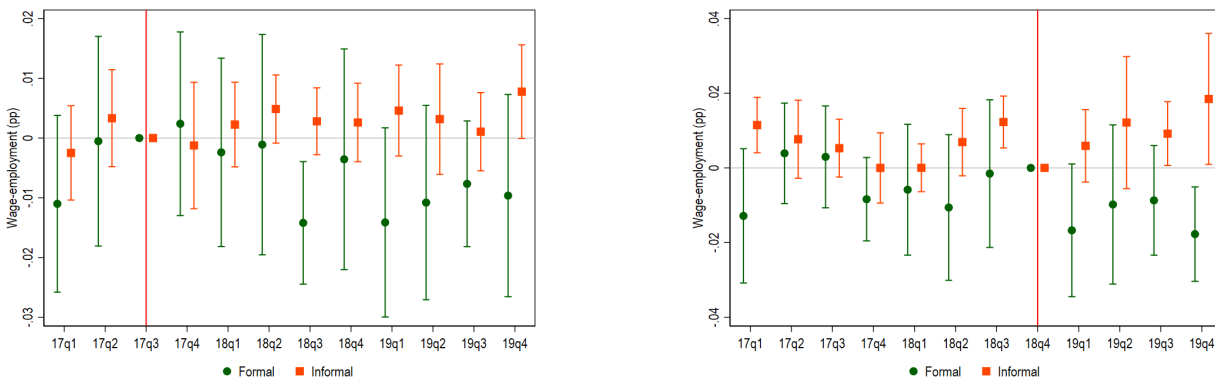 Wage-employment (pp)
.02
.01
0
-.01
-.02
-.03
17q1 17q2 17q3 17q4 18q1 18q2 18q3 18q4 19q1 19q2 19q3 19q4
Formal Informal
Wage-employment (pp)
.04
.02
0
-.02
-.04
17q1 17q2 17q3 17q4 18q1 18q2 18q3 18q4 19q1 19q2 19q3 19q4
Formal Informal